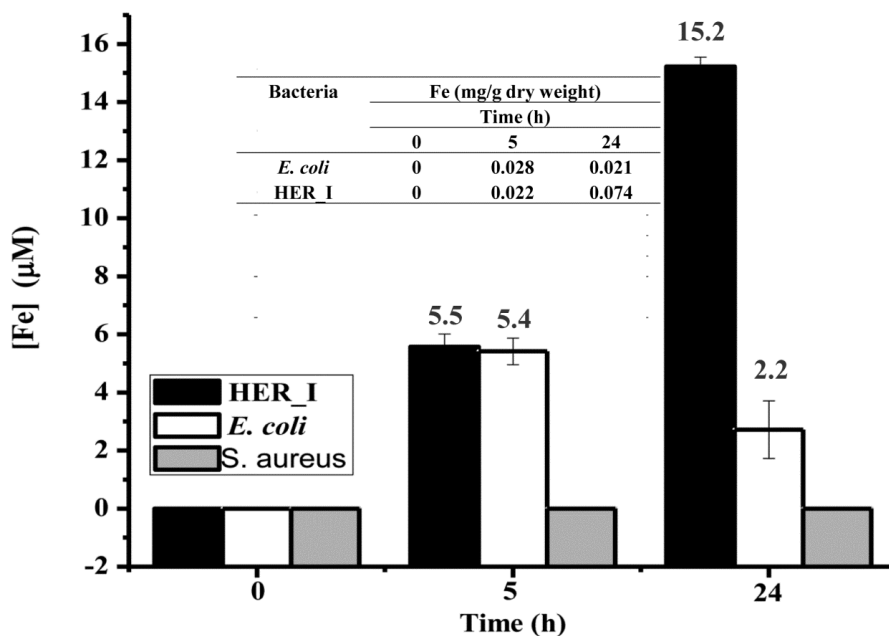 15.2
16
14
12
10
8
6
4
2
0
-2
[Fe] (µM)
Bacteria Fe (mg/g dry weight)
Time (h)
0 5 24
E. coli 0 0.028 0.021
HER_I 0 0.022 0.074
5.5 5.4
2.2
HER_I
E. coli
S. aureus
0 5 24
Time (h)